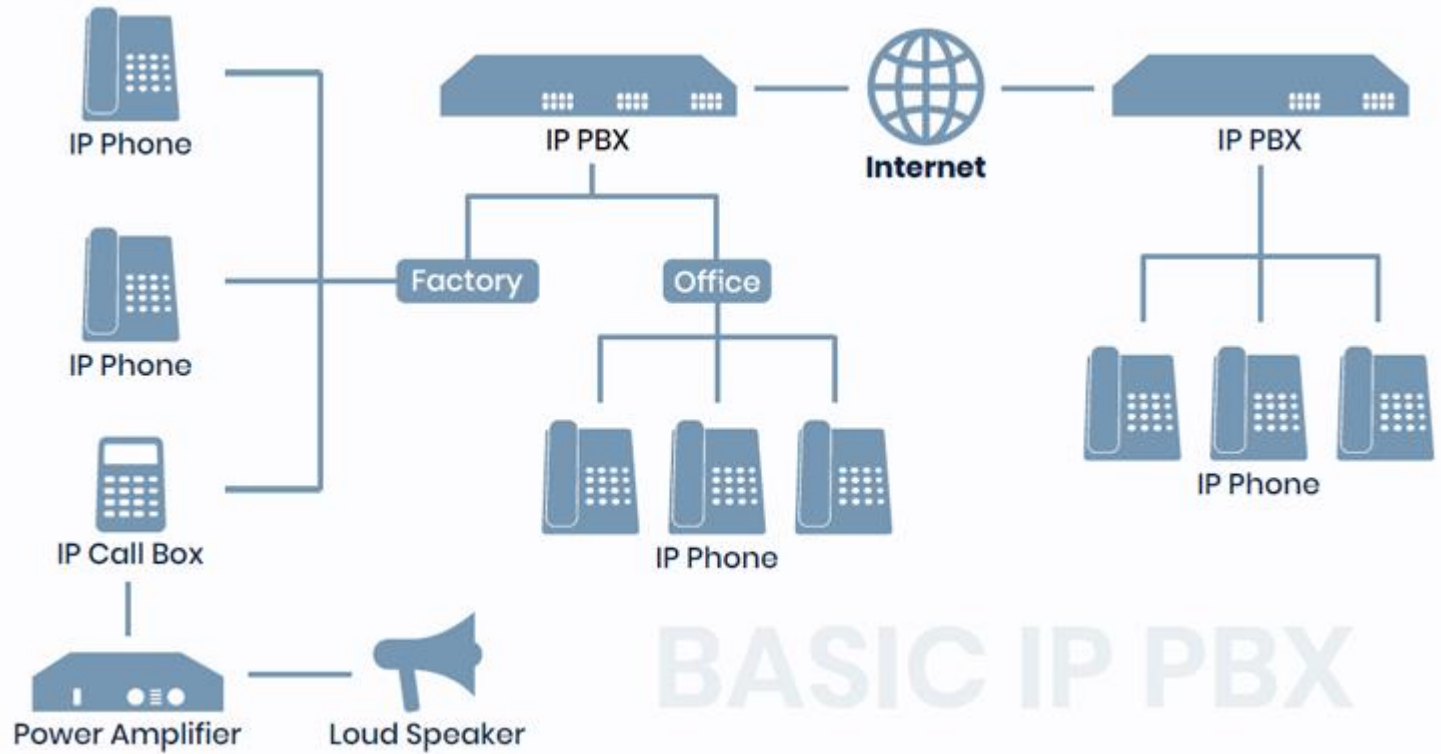 IP Phone
IP PBX
Internet
IP PBX
Factory
Office
IP Phone
IP Phone
IP Call Box
IP Phone
Power Amplifier
Loud Speaker
BASIC IP PBX